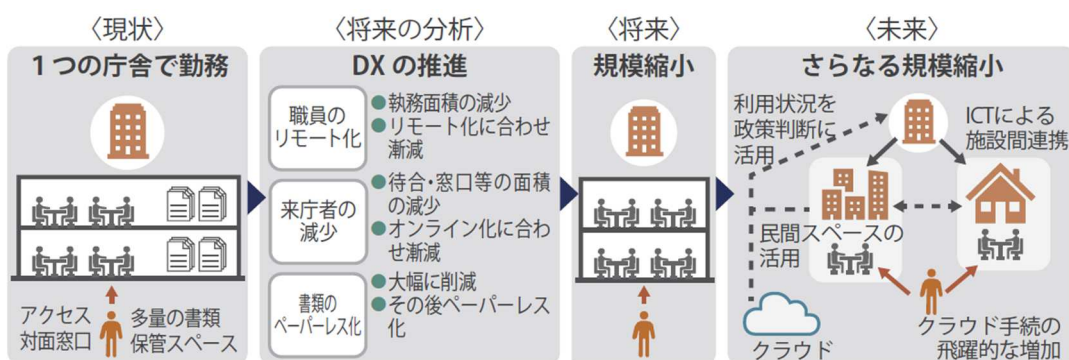 〈現状〉
1つの庁舎で勤務
アクセス
対面窓口
多量の書類
保管スペース
〈将来の分析〉
DXの推進
職員の
リモート化
●執務面積の減少
●リモート化に合わせ
漸減
来庁者の
減少
●待合・窓口等の面積
の減少
●オンライン化に合わ
せ漸減
書類の
ペーパーレス化
●大幅に削減
●その後ペーパーレス
化
〈将来〉
規模縮小
〈未来〉
さらなる規模縮小
利用状況を
政策判断に
活用
ICTによる
施設間連携
民間スペースの
活用
クラウド
クラウド手続の
飛躍的な増加